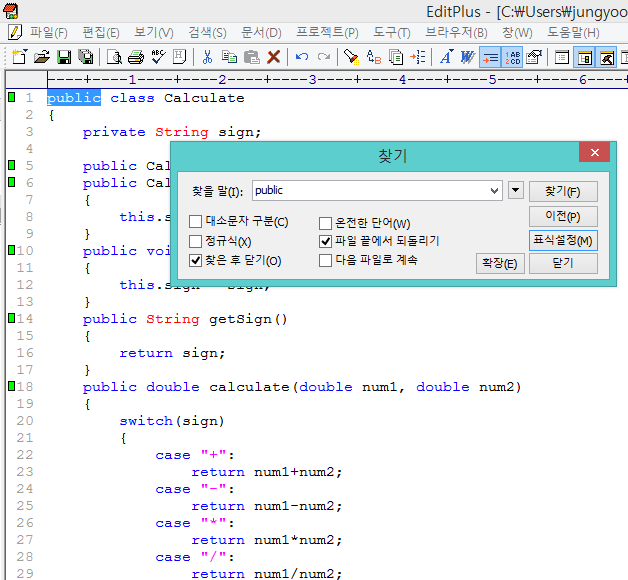 EditPlus - [C:\Users\jungyoo
파일(F) 편집(E) 보기(V) 검색(S) 문서(D) 프로젝트(P) 도구(T) 브라우저(B) 창(W) 도움말(H)
----+----1----+----2----+----3----+----4----+----5----+----6----
1 public class Calculate
2 {
3 private String sign;
4
5 public Cal
6 public Cal
7 {
8 this.s
9 }
10 public voi
11 {
12 this.sign = sign;
13 }
14 public String getSign()
15 {
16 return sign;
17 }
18 public double calculate(double num1, double num2)
19 {
20 switch(sign)
21 {
22 case "+":
23 return num1+num2;
24 case "-":
25 return num1-num2;
26 case "*":
27 return num1*num2;
28 case "/":
29 return num1/num2;
찾기
찾을 말(I): public 찾기(F)
대소문자 구분(C) 온전한 단어(W) 이전(P)
정규식(X) 파일 끝에서 되돌리기 표식설정(M)
찾은 후 닫기(O) 다음 파일로 계속 확장(E) 닫기